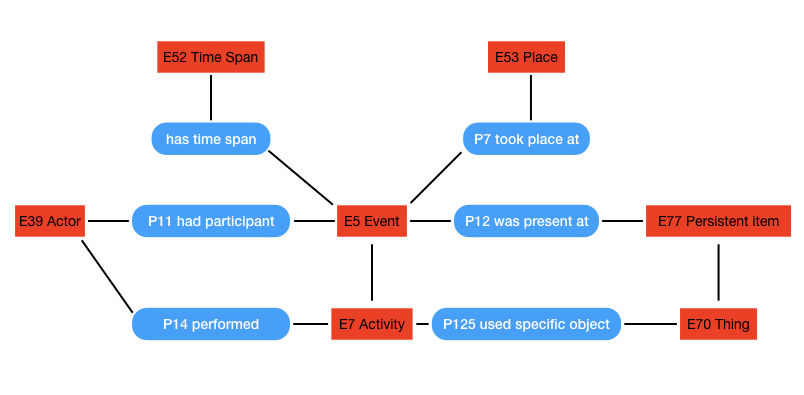 E52 Time Span
E53 Place
has time span
P7 took place at
E39 Actor
P11 had participant
E5 Event
P12 was present at
E77 Persistent item
P14 performed
E7 Activity
P125 used specific object
E70 Thing